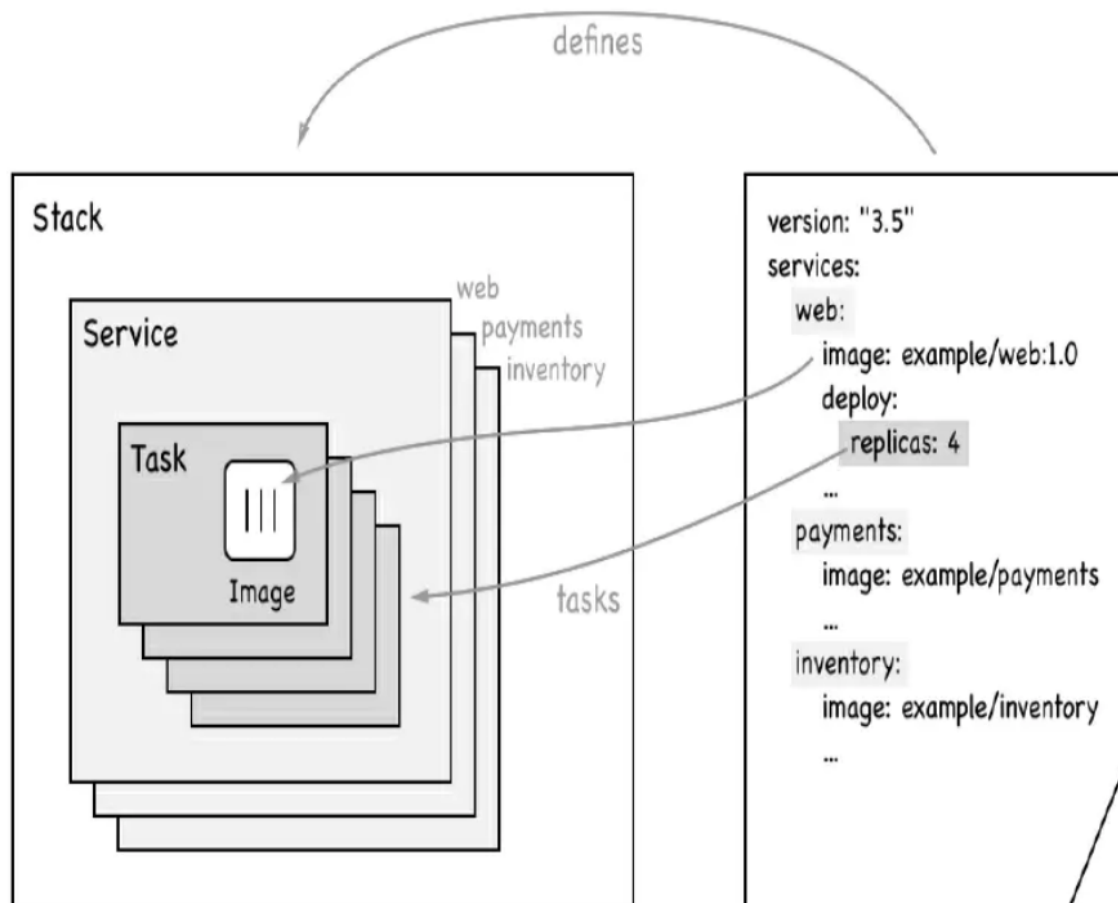 defines
Stack
web
payments
inventory
Service
Task
Image
tasks
version: "3.5"
services:
web:
image: example/web:1.0
deploy:
replicas: 4
...
payments:
image: example/payments
...
inventory:
image: example/inventory
...